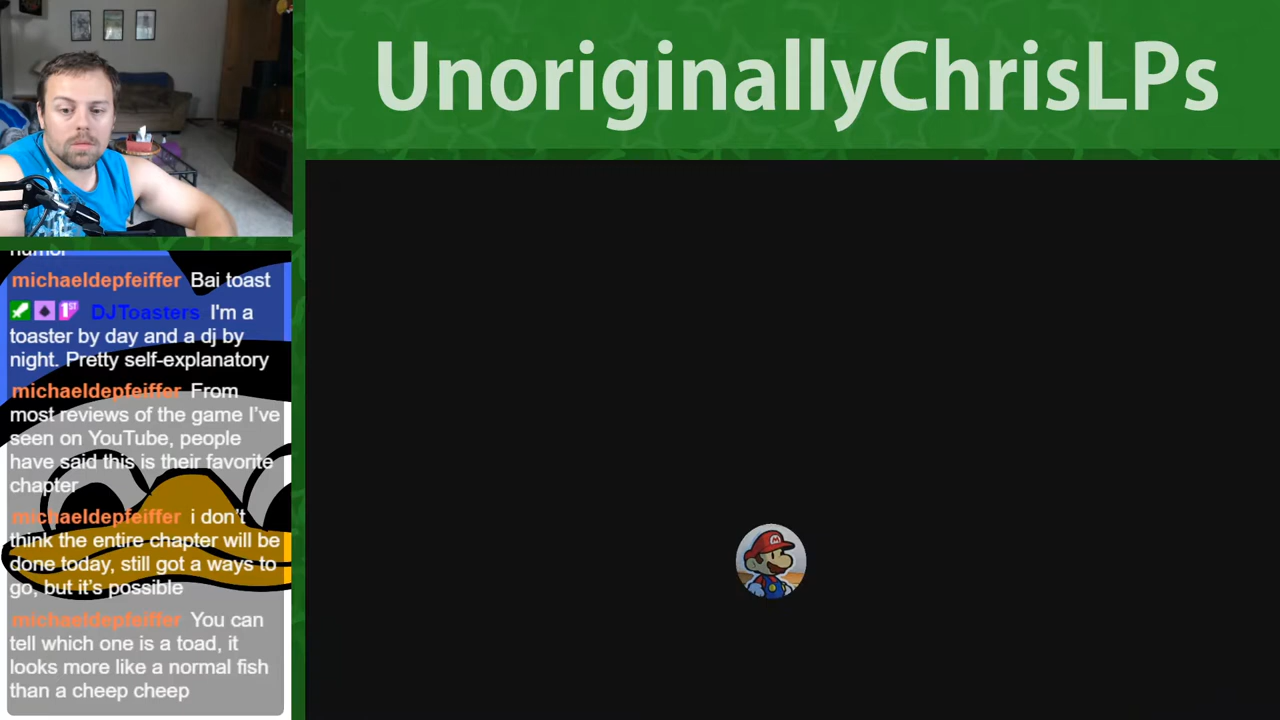 UnoriginallyChrisLPs
humor
michaeldepfeiffer Bai toast
1ST DJToasters I'm a
toaster by day and a dj by
night. Pretty self-explanatory
michaeldepfeiffer From
most reviews of the game I've
seen on YouTube, people
have said this is their favorite
chapter
michaeldepfeiffer i don't
think the entire chapter will be
done today, still got a ways to
go, but it's possible
michaeldepfeiffer You can
tell which one is a toad, it
looks more like a normal fish
than a cheep cheep